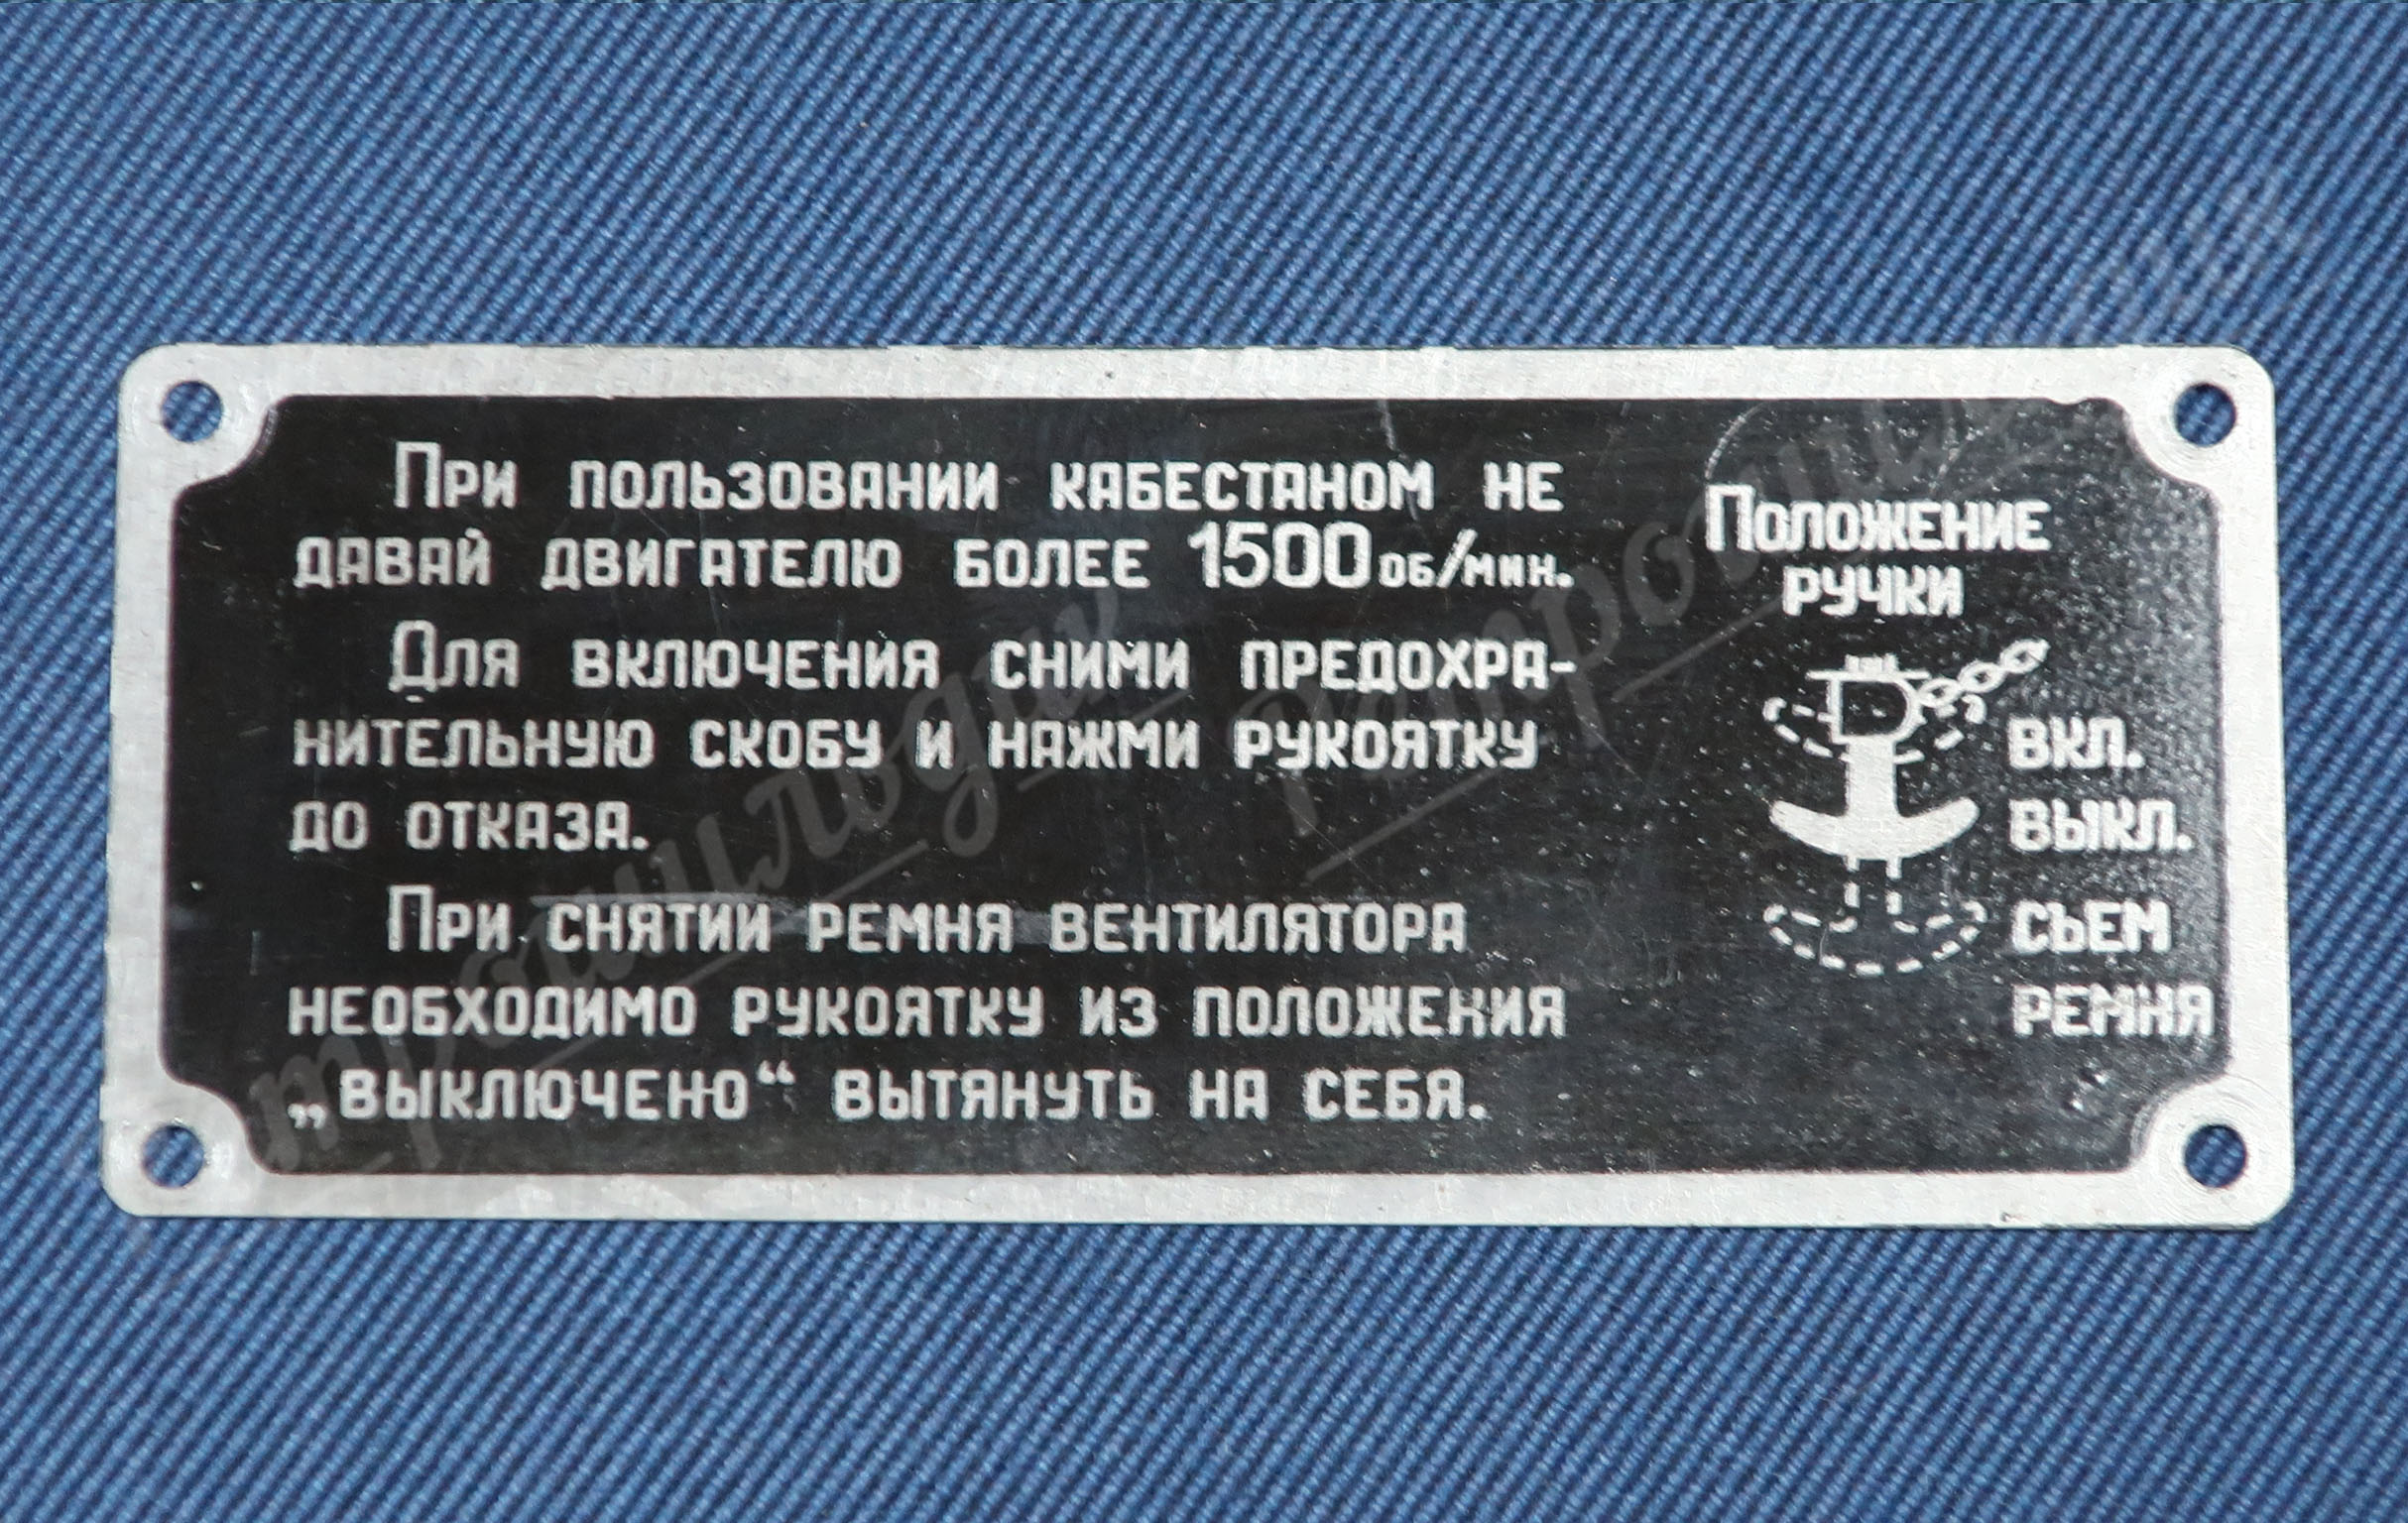 При пользовании кабестаном не
давай двигателю более 1500 об/мин.
Для включения сними предохра-
нительную скобу и нажми рукоятку
до отказа.
При снятии ремня вентилятора
необходимо рукоятку из положения
„выключено“ вытянуть на себя.
Положение
ручки
вкл.
выкл.
съем
ремня